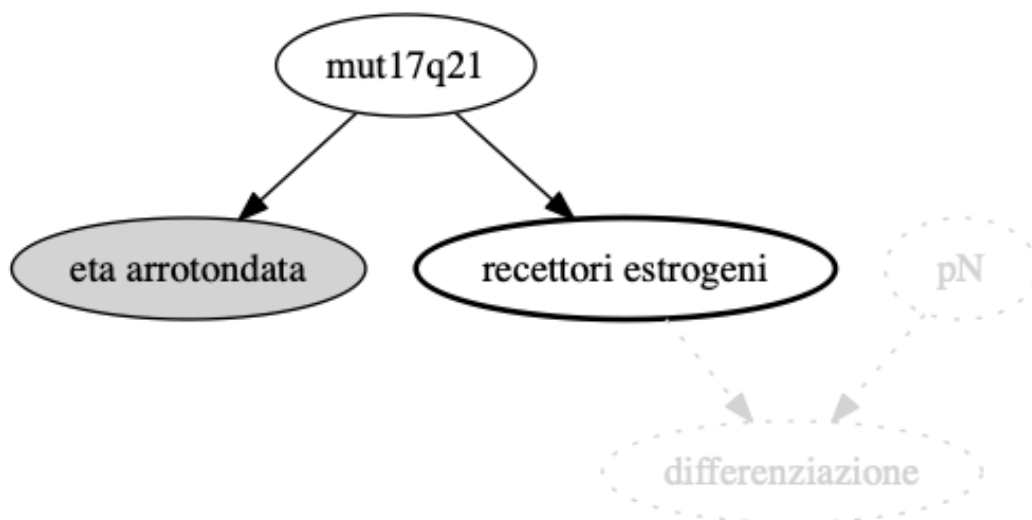 mut17q21
eta arrotondata
recettori estrogeni
pN
differenziazione